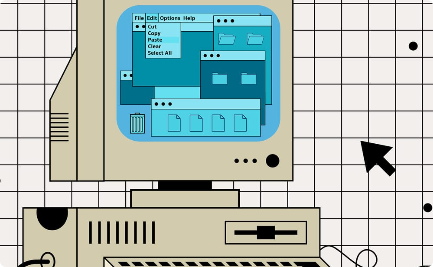 File Edit Options Help
Cut
Copy
Paste
Clear
Select All